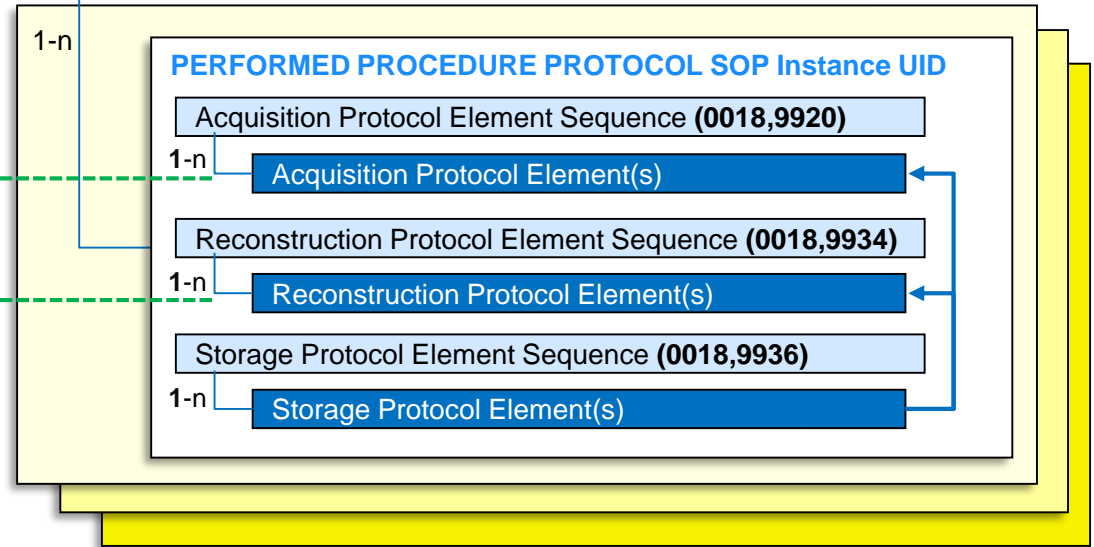 1-n
PERFORMED PROCEDURE PROTOCOL SOP Instance UID
Acquisition Protocol Element Sequence (0018,9920)
1-n
Acquisition Protocol Element(s)
Reconstruction Protocol Element Sequence (0018,9934)
1-n
Reconstruction Protocol Element(s)
Storage Protocol Element Sequence (0018,9936)
1-n
Storage Protocol Element(s)